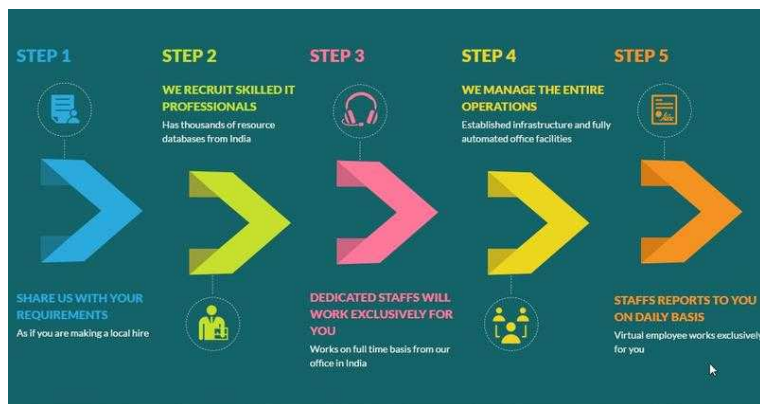 STEP 1
SHARE US WITH YOUR
REQUIREMENTS
As if you are making a local hire
STEP 2
WE RECRUIT SKILLED IT
PROFESSIONALS
Has thousands of resource
databases from India
STEP 3
DEDICATED STAFFS WILL
WORK EXCLUSIVELY FOR
YOU
Works on full time basis from our
office in India
STEP 4
WE MANAGE THE ENTIRE
OPERATIONS
Established infrastructure and fully
automated office facilities
STEP 5
STAFFS REPORTS TO YOU
ON DAILY BASIS
Virtual employee works exclusively
for you